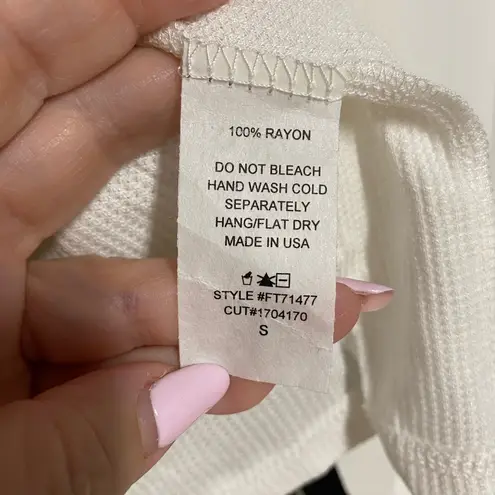 100% RAYON
DO NOT BLEACH
HAND WASH COLD
SEPARATELY
HANG/FLAT DRY
MADE IN USA
STYLE #FT71477
CUT#1704170
S